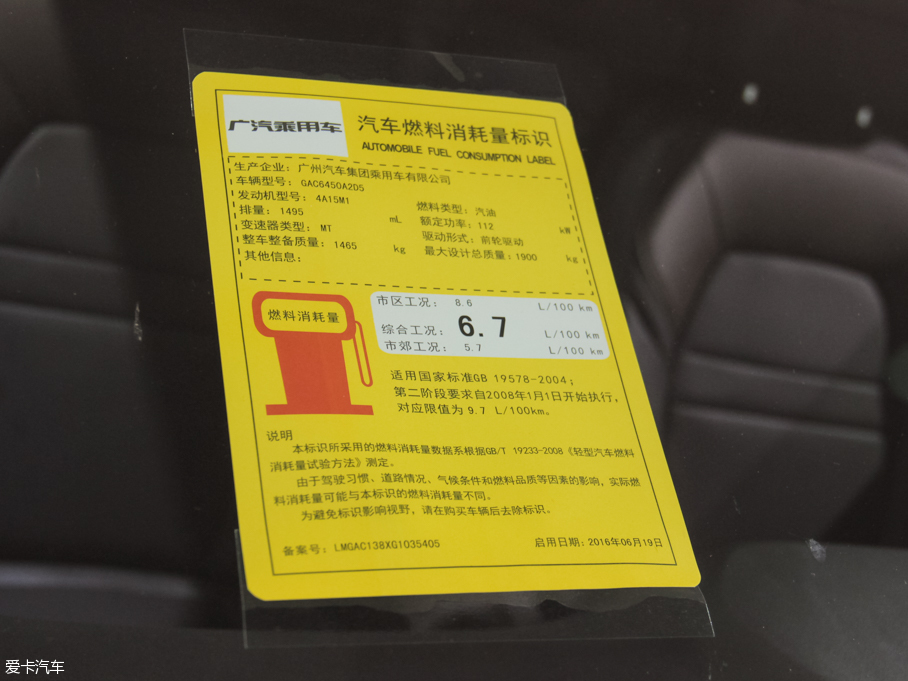 广汽乘用车
汽车燃料消耗量标识
AUTOMOBILE FUEL CONSUMPTION LABEL
生产企业：广州汽车集团乘用车有限公司
车辆型号：GAC6450A2D5
发动机型号：4A15M1 燃料类型：汽油
排量：1495 mL 额定功率：112 kW
变速器类型：MT 驱动形式：前轮驱动
整车整备质量：1465 kg 最大设计总质量：1900 kg
其他信息：
燃料消耗量
市区工况： 8.6 L/100 km
综合工况： 6.7 L/100 km
市郊工况： 5.7 L/100 km
适用国家标准GB 19578-2004；
第二阶段要求自2008年1月1日开始执行，
对应限值为 9.7 L/100km。
说明
本标识所采用的燃料消耗量数据系根据GB/T 19233-2008《轻型汽车燃料
消耗量试验方法》测定。
由于驾驶习惯、道路情况、气候条件和燃料品质等因素的影响，实际燃
料消耗量可能与本标识的燃料消耗量不同。
为避免标识影响视野，请在购买车辆后去除标识。
备案号：LMGAC138XG1035405 启用日期：2016年06月19日
爱卡汽车